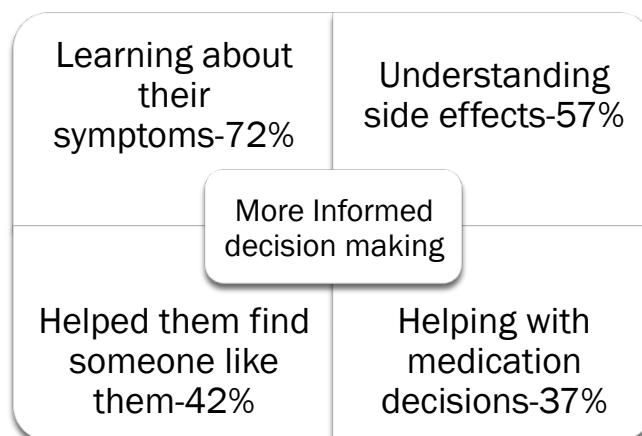 Learning about
their
symptoms-72%
Understanding
side effects-57%
More Informed
decision making
Helped them find
someone like
them-42%
Helping with
medication
decisions-37%